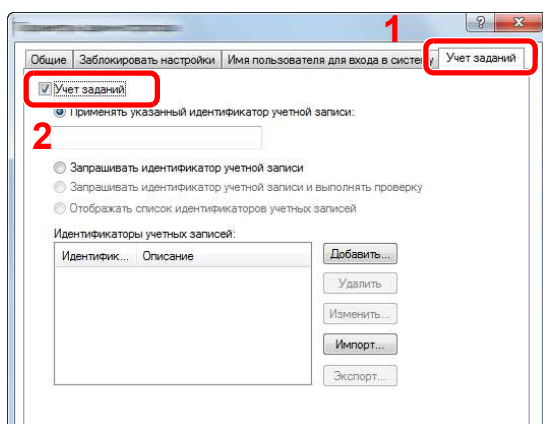 1
Общие Заблокировать настройки Имя пользователя для входа в систему Учет заданий
Учет заданий
Применять указанный идентификатор учетной записи:
2
Запрашивать идентификатор учетной записи
Запрашивать идентификатор учетной записи и выполнять проверку
Отображать список идентификаторов учетных записей
Идентификаторы учетных записей:
Идентифик... Описание
Добавить...
Удалить
Изменить...
Импорт...
Экспорт...